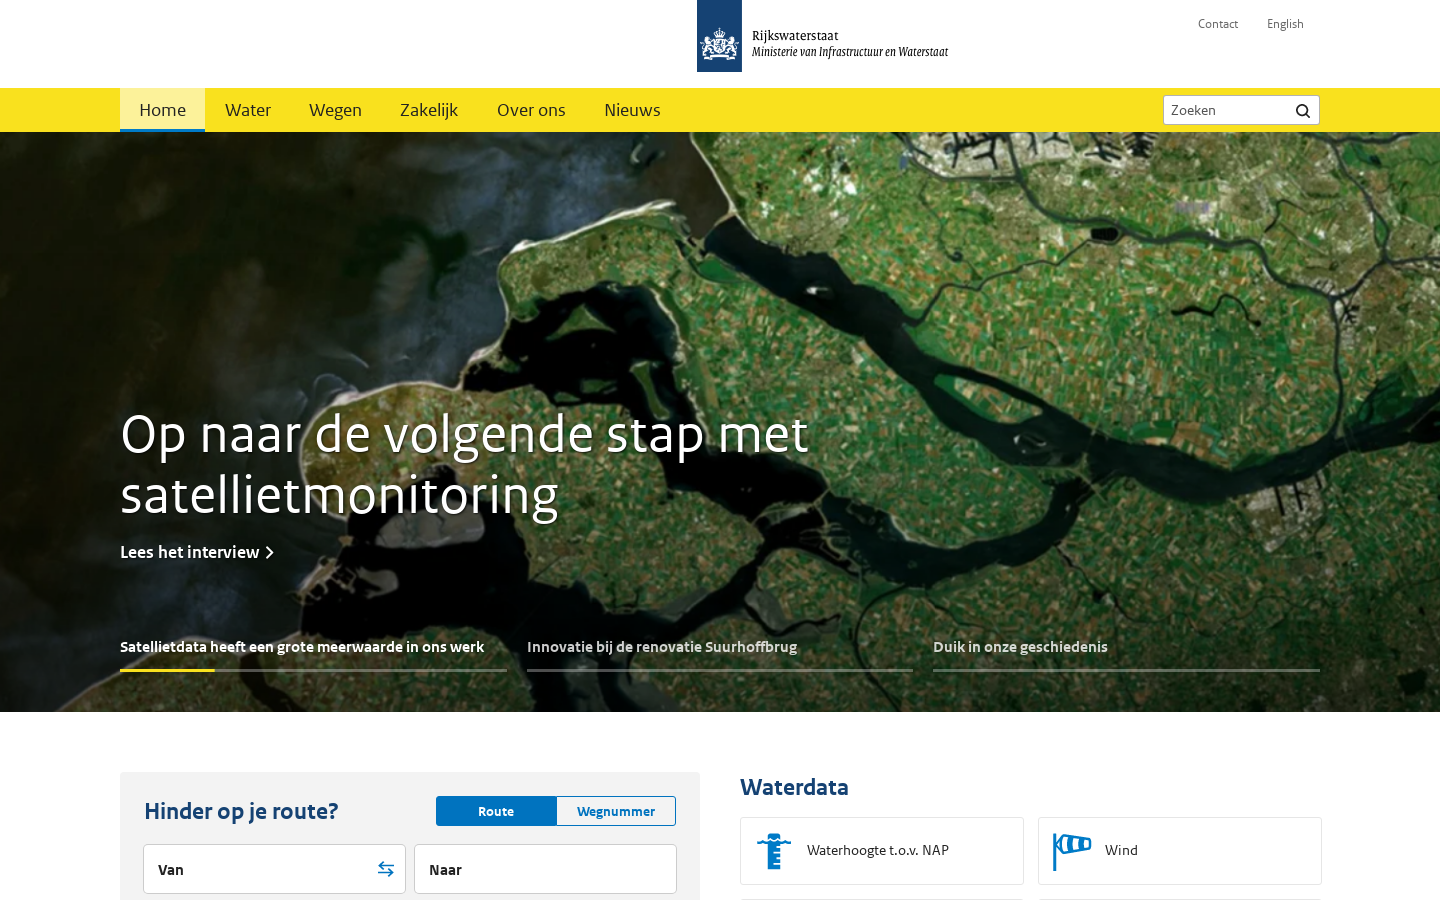 Rijkswaterstaat
Ministerie van Infrastructuur en Waterstaat
Contact
English
Home
Water
Wegen
Zakelijk
Over ons
Nieuws
Zoeken
Op naar de volgende stap met
satellietmonitoring
Lees het interview
Satellietdata heeft een grote meerwaarde in ons werk
Innovatie bij de renovatie Suurhoffbrug
Duik in onze geschiedenis
Hinder op je route?
Route
Wegnummer
Van
Naar
Waterdata
Waterhoogte t.o.v. NAP
Wind